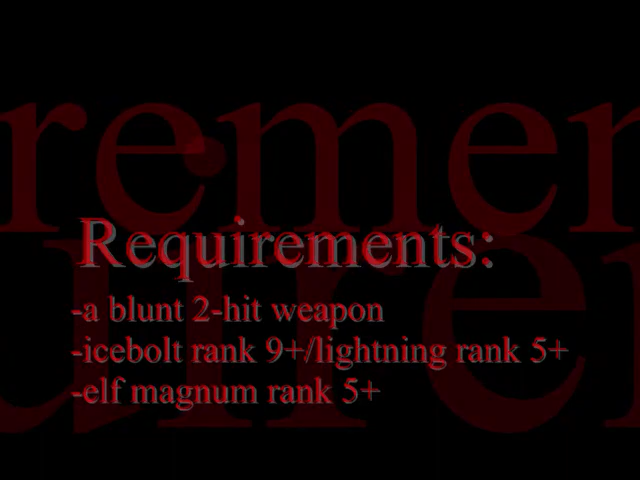 Requirements:
-a blunt 2-hit weapon
-icebolt rank 9+/lightning rank 5+
-elf magnum rank 5+